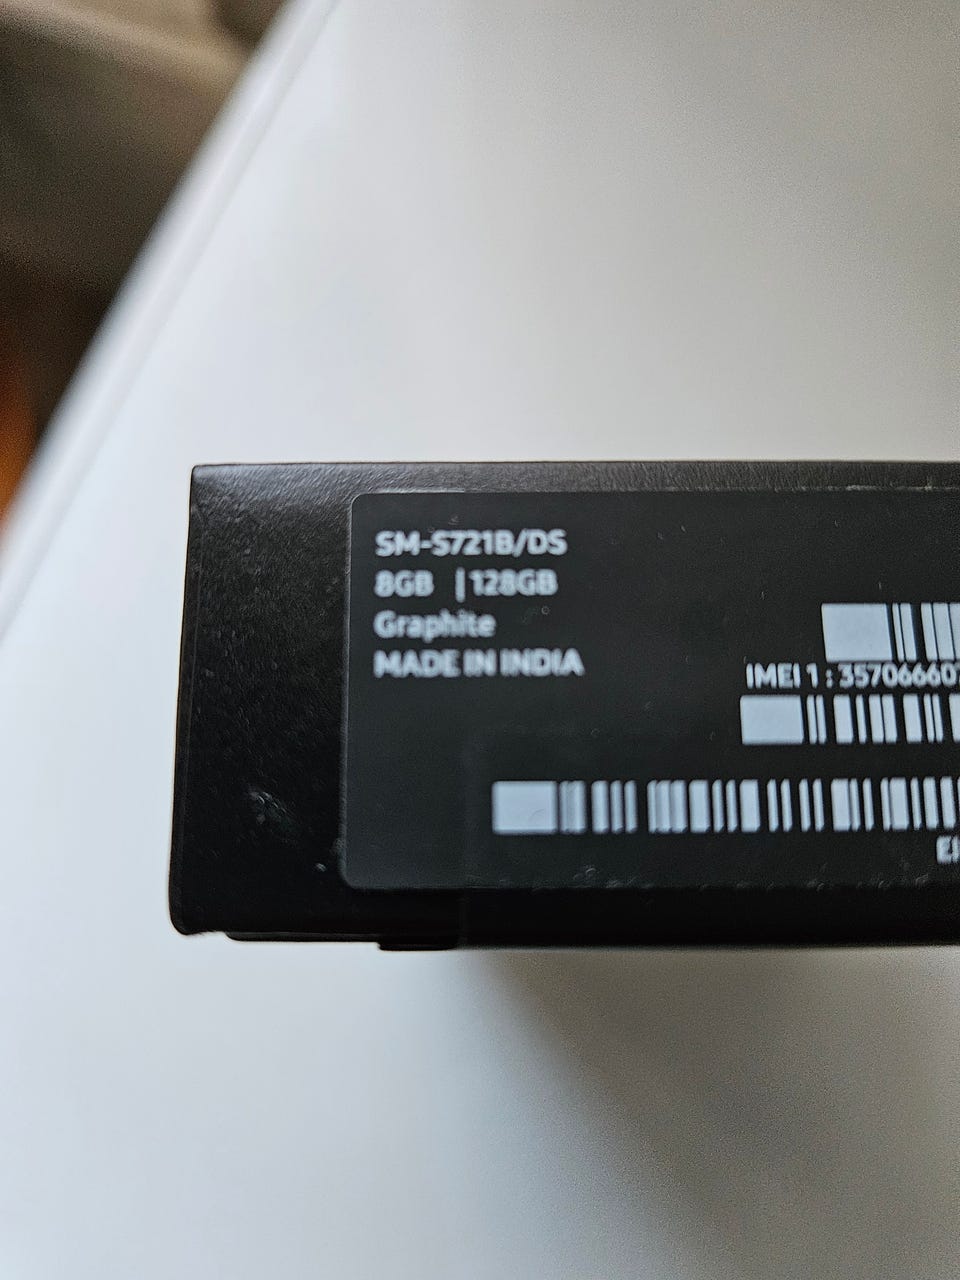 SM-S721B/DS
8GB | 128GB
Graphite
MADE IN INDIA
IMEI 1 : 35706660